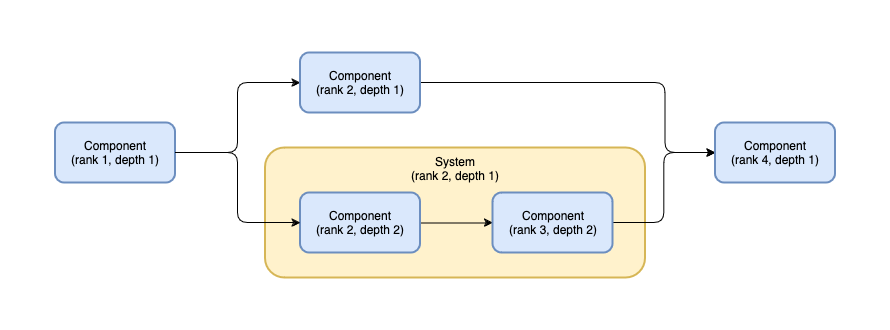 Component
(rank 2, depth 1)
Component
(rank 1, depth 1)
Component
(rank 4, depth 1)
System
(rank 2, depth 1)
Component
(rank 2, depth 2)
Component
(rank 3, depth 2)